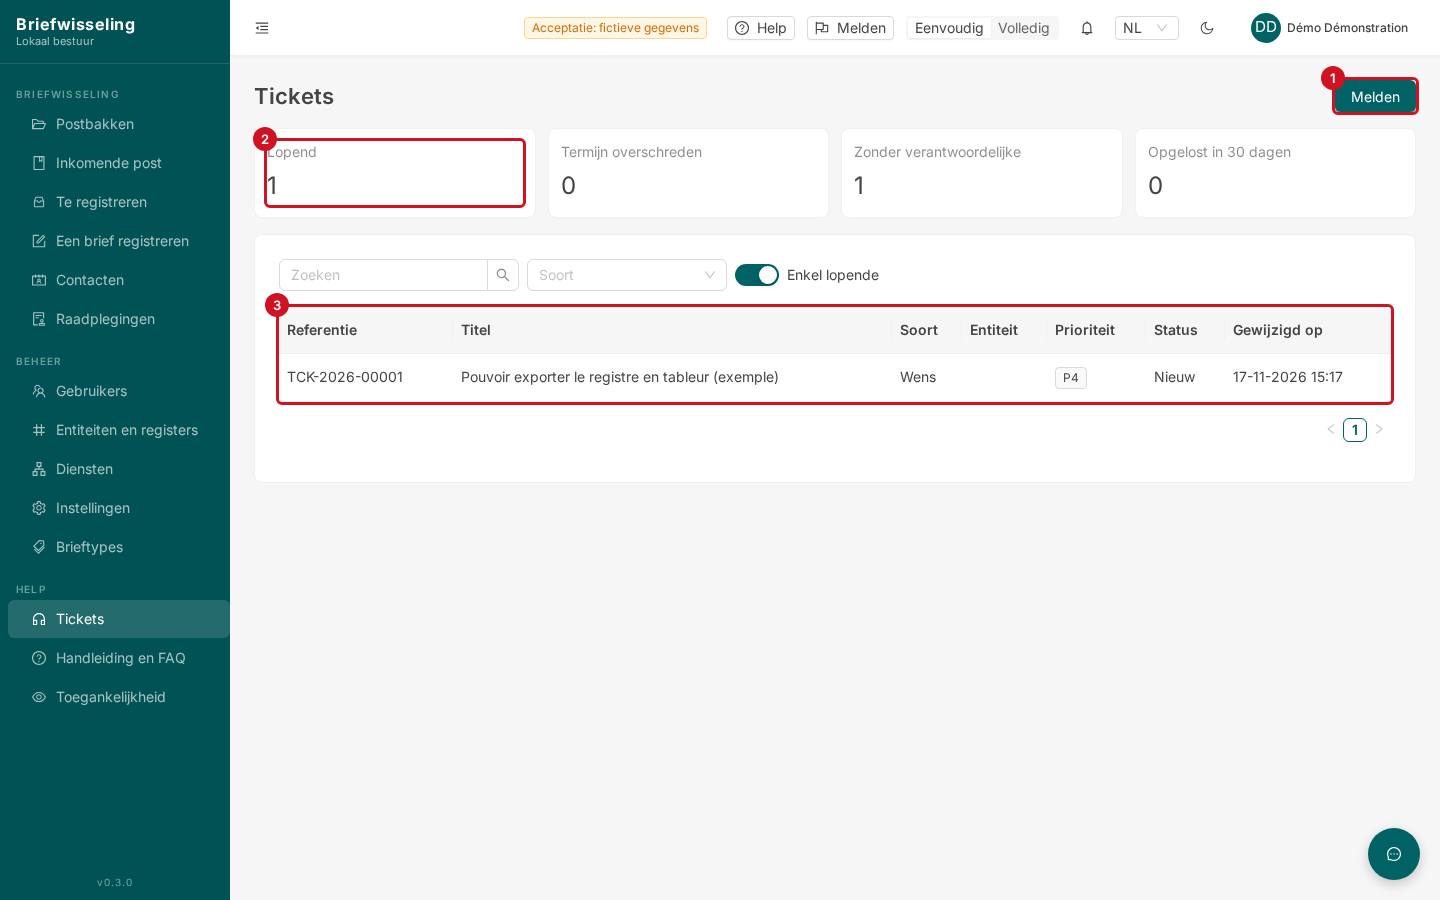 Briefwisseling
Lokaal bestuur
Acceptatie: fictieve gegevens
Help
Melden
Eenvoudig Volledig
NL
DD
Démo Démonstration
BRIEFWISSELING
Postbakken
Inkomende post
Te registreren
Een brief registreren
Contacten
Raadplegingen
BEHEER
Gebruikers
Entiteiten en registers
Diensten
Instellingen
Brieftypes
HELP
Tickets
Handleiding en FAQ
Toegankelijkheid
v0.3.0
Tickets
1
Melden
2
Lopend
1
Termijn overschreden
0
Zonder verantwoordelijke
1
Opgelost in 30 dagen
0
Zoeken
Soort
Enkel lopende
3
Referentie Titel Soort Entiteit Prioriteit Status Gewijzigd op
TCK-2026-00001 Pouvoir exporter le registre en tableur (exemple) Wens P4 Nieuw 17-11-2026 15:17
1